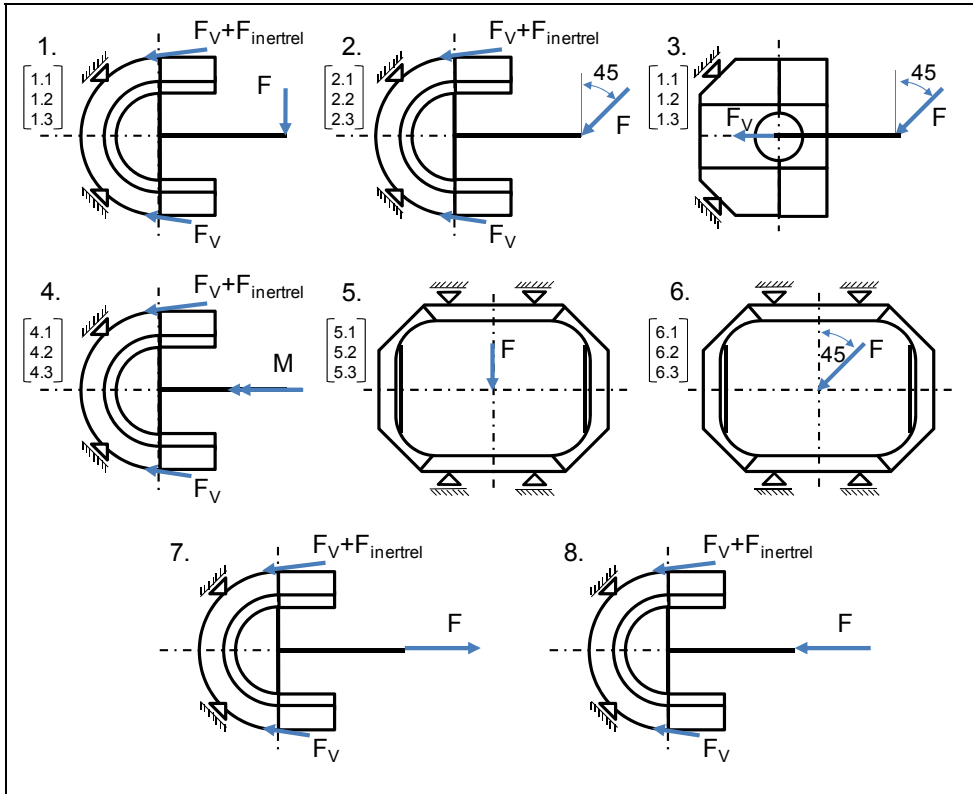 1.
F_V+F_inertrel
1.1
1.2
1.3
F
F_V
2.
F_V+F_inertrel
2.1
2.2
2.3
45
F
F_V
3.
1.1
1.2
1.3
45
F_V
F
4.
F_V+F_inertrel
4.1
4.2
4.3
M
F_V
5.
5.1
5.2
5.3
F
6.
6.1
6.2
6.3
45
F
7.
F_V+F_inertrel
F
F_V
8.
F_V+F_inertrel
F
F_V